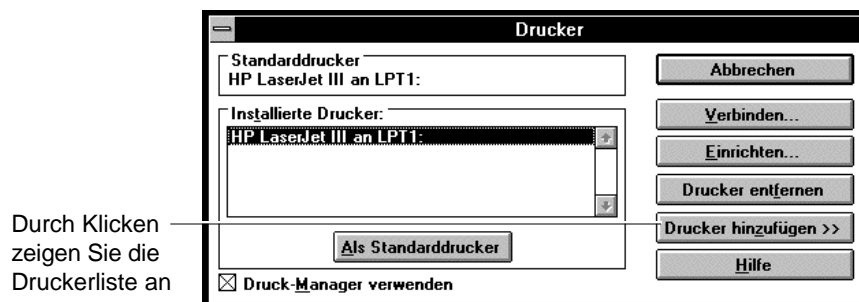 Drucker
Standarddrucker
HP LaserJet III an LPT1:
Installierte Drucker:
HP LaserJet III an LPT1:
Als Standarddrucker
Druck-Manager verwenden
Abbrechen
Verbinden...
Einrichten...
Drucker entfernen
Drucker hinzufügen >>
Hilfe
Durch Klicken
zeigen Sie die
Druckerliste an